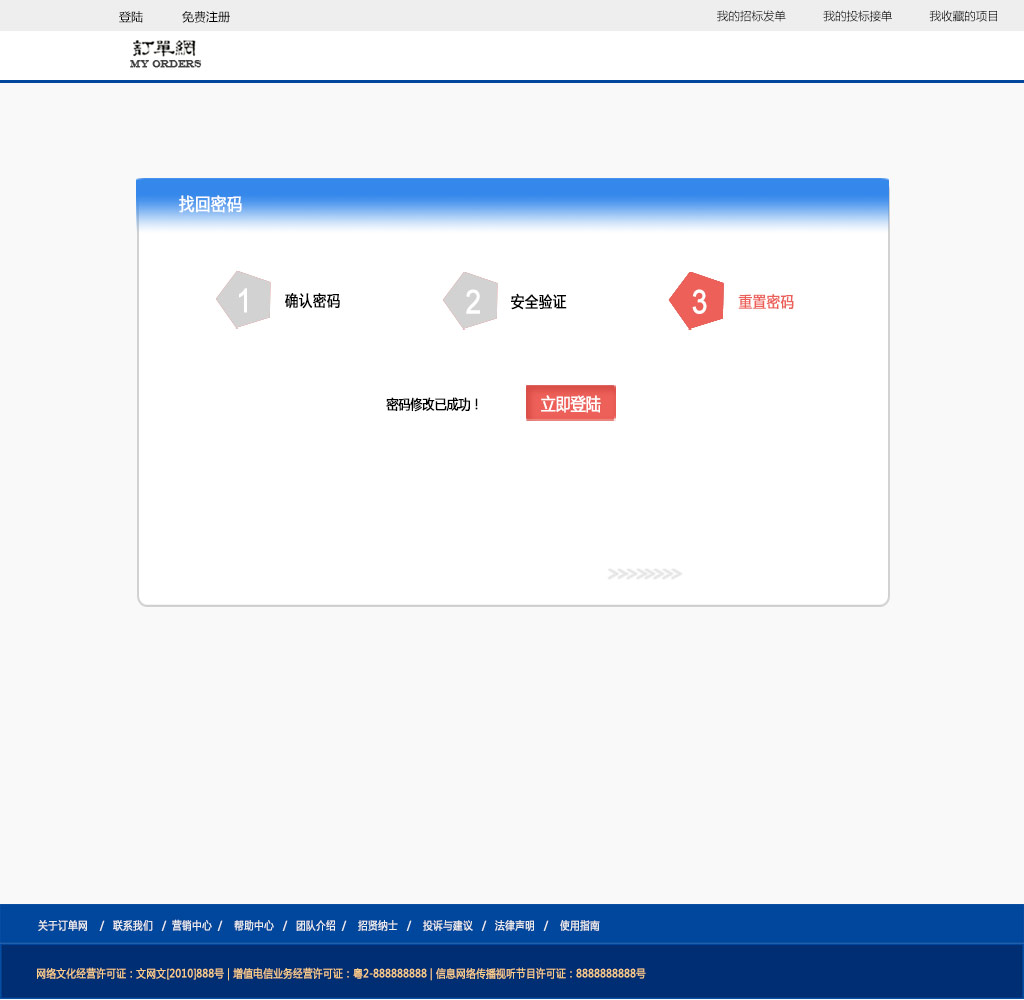 登陆 免费注册 我的招标发单 我的投标接单 我收藏的项目
訂單網
MY ORDERS
找回密码
1 确认密码 2 安全验证 3 重置密码
密码修改已成功！ 立即登陆
>>>>>>>>
关于订单网 / 联系我们 / 营销中心 / 帮助中心 / 团队介绍 / 招贤纳士 / 投诉与建议 / 法律声明 / 使用指南
网络文化经营许可证：文网文[2010]888号 | 增值电信业务经营许可证：粤2-888888888 | 信息网络传播视听节目许可证：8888888888号